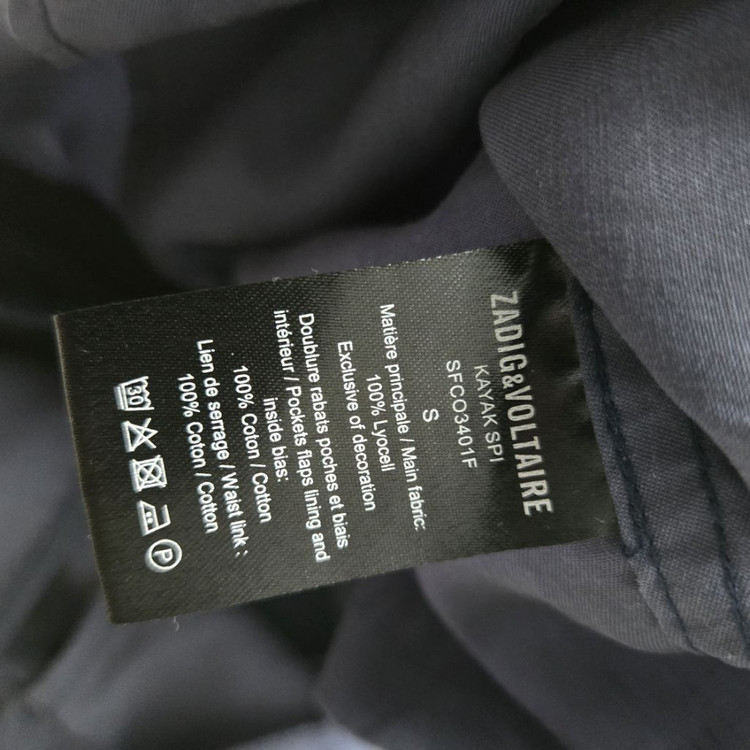 ZADIG&VOLTAIRE
KAYAK SPI
SFCO3401F
S
Matière principale / Main fabric:
100% Lyocell
Exclusive of decoration
Doublure rabats poches et biais
intérieur / Pockets flaps lining and
inside bias:
100% Coton / Cotton
Lien de serrage / Waist link :
100% Coton / Cotton
30
P